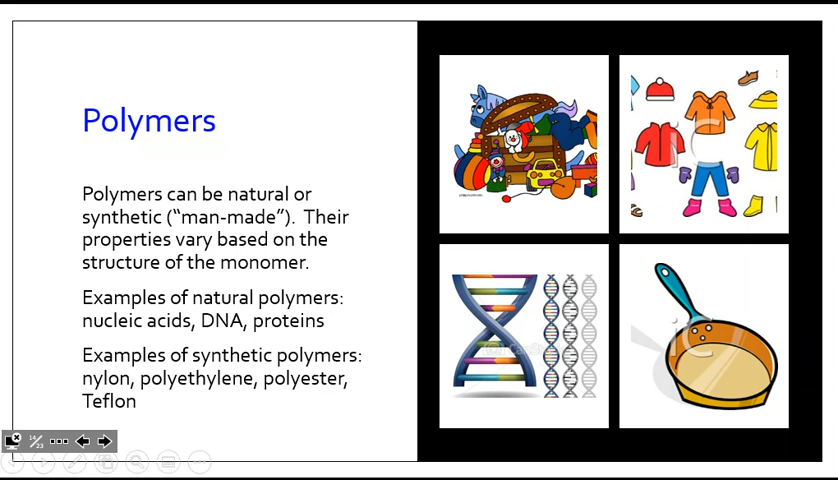 Polymers
Polymers can be natural or
synthetic (“man-made”).  Their
properties vary based on the
structure of the monomer.
Examples of natural polymers:
nucleic acids, DNA, proteins
Examples of synthetic polymers:
nylon, polyethylene, polyester,
Teflon